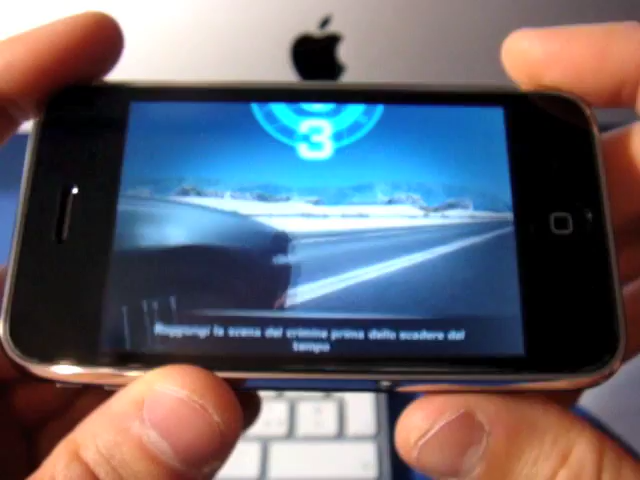 3
Raggiungi la scena del crimine prima dello scadere del
tempo